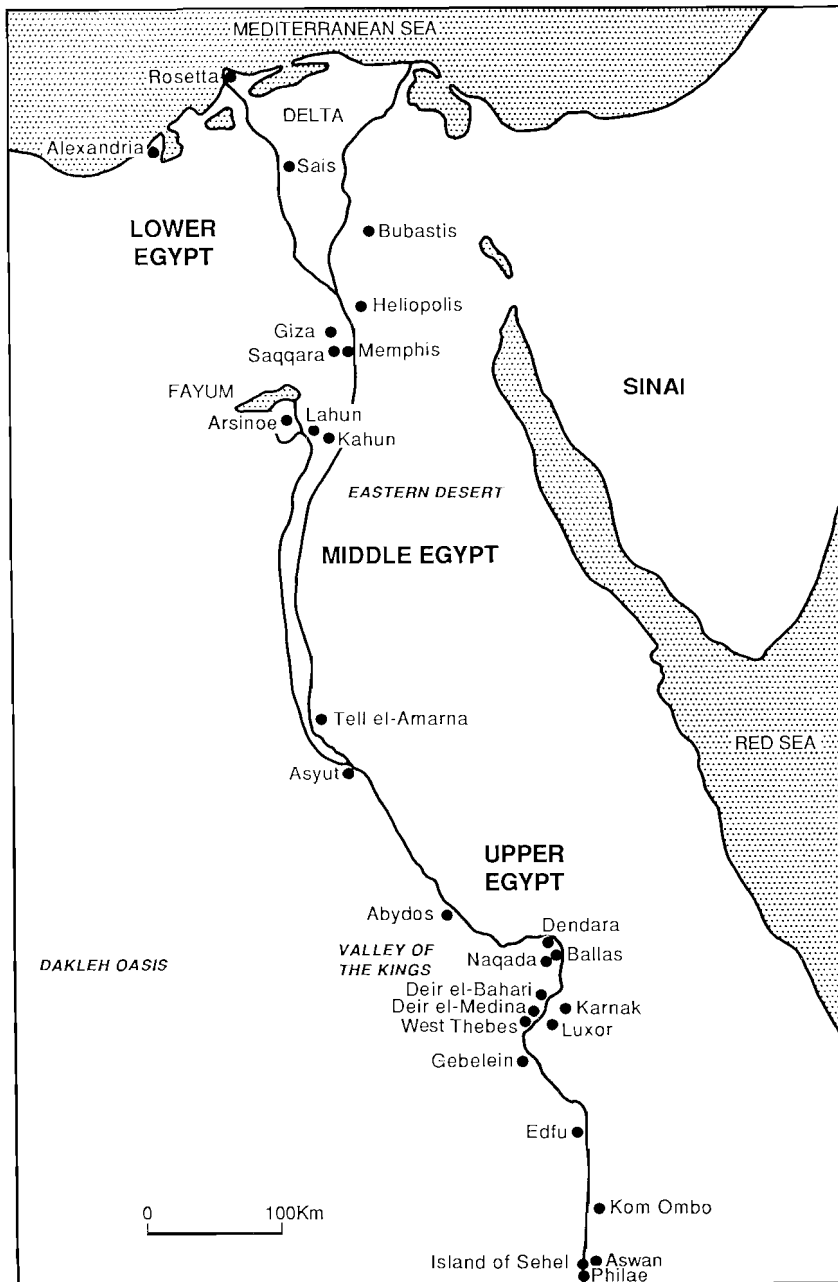 MEDITERRANEAN SEA
Rosetta
DELTA
Alexandria
Sais
LOWER
EGYPT
Bubastis
Heliopolis
Giza
Saqqara
Memphis
SINAI
FAYUM
Lahun
Arsinoe
Kahun
EASTERN DESERT
MIDDLE EGYPT
Tell el-Amarna
RED SEA
Asyut
UPPER
EGYPT
Abydos
Dendara
VALLEY OF
THE KINGS
Naqada
Ballas
DAKLEH OASIS
Deir el-Bahari
Deir el-Medina
Karnak
West Thebes
Luxor
Gebelein
Edfu
0 100Km
Kom Ombo
Island of Sehel
Aswan
Philae